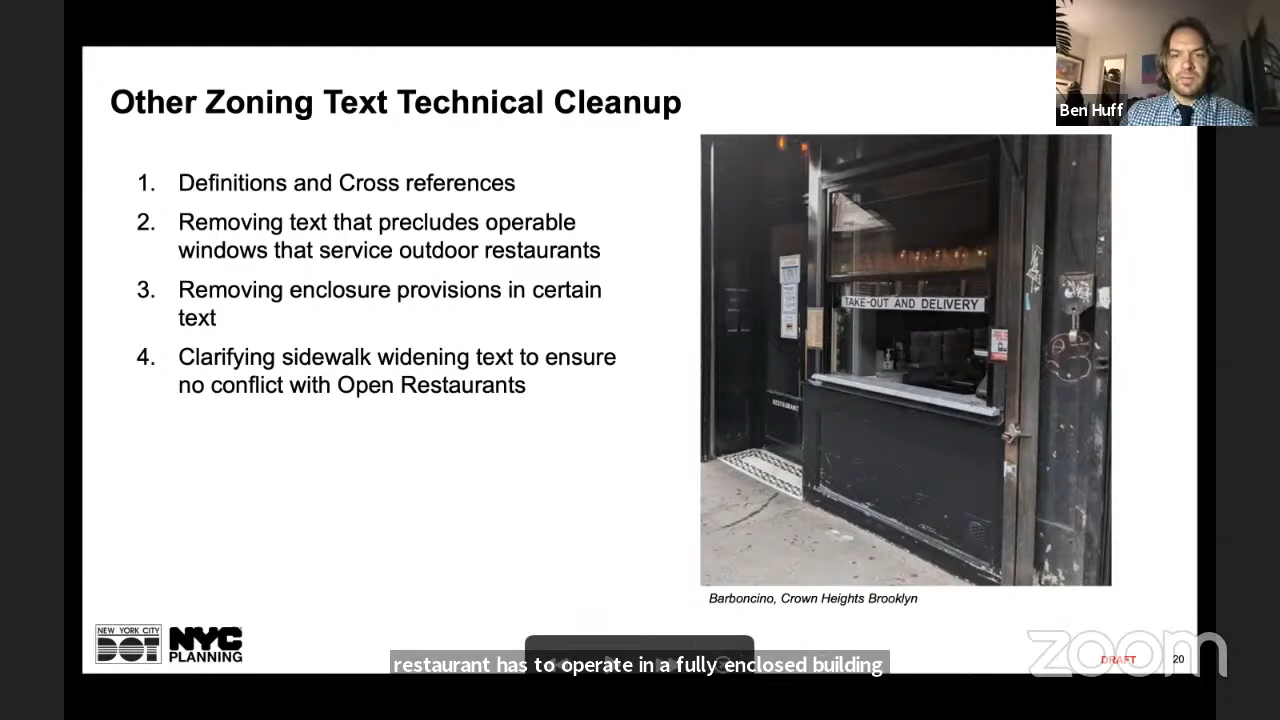 Other Zoning Text Technical Cleanup
Ben Huff
1. Definitions and Cross references
2. Removing text that precludes operable
windows that service outdoor restaurants
3. Removing enclosure provisions in certain
text
4. Clarifying sidewalk widening text to ensure
no conflict with Open Restaurants
TAKE-OUT AND DELIVERY
RESTAURANT
Barboncino, Crown Heights Brooklyn
NEW YORK CITY
DOT
NYC
PLANNING
restaurant has to operate in a fully enclosed building
zoom
DRAFT
20